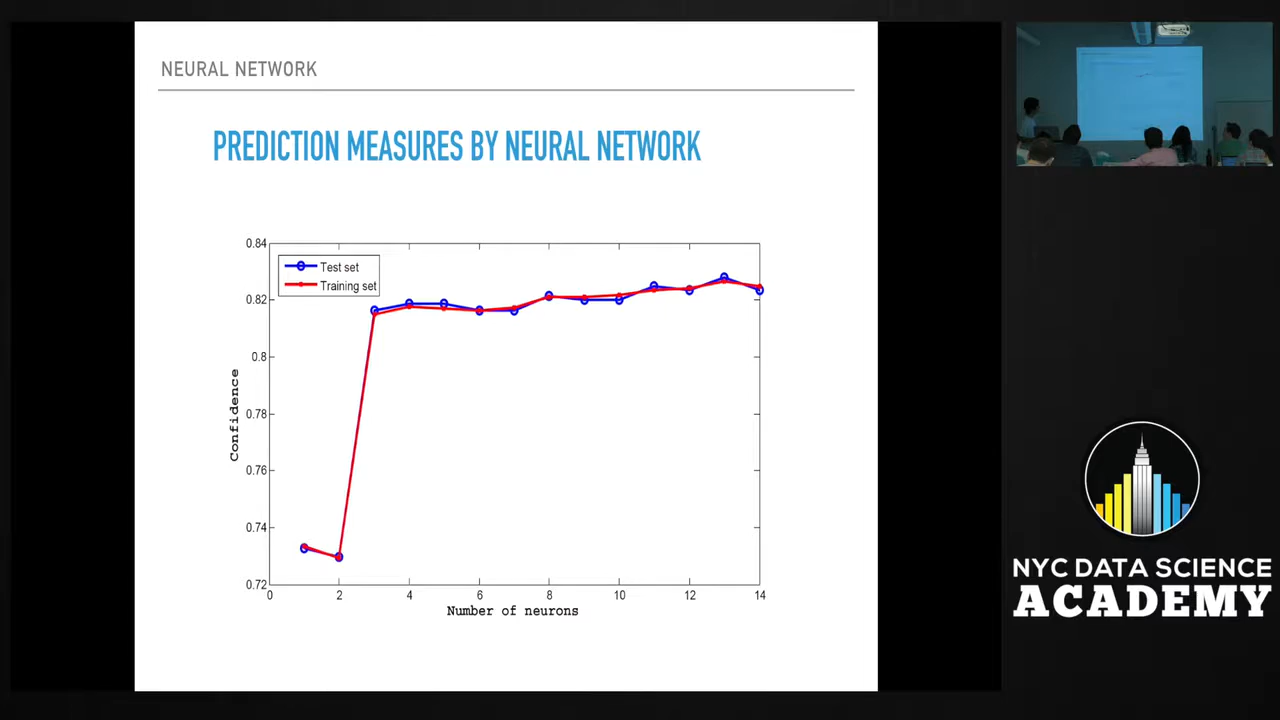 NEURAL NETWORK
PREDICTION MEASURES BY NEURAL NETWORK
0.84
0.82
0.8
0.78
0.76
0.74
0.72
Confidence
Test set
Training set
0 2 4 6 8 10 12 14
Number of neurons
NYC DATA SCIENCE
ACADEMY